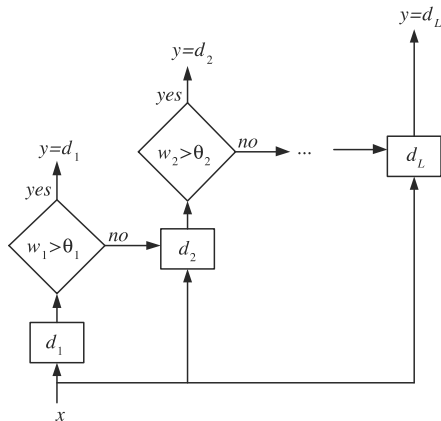 y=d_L
y=d_2
yes
w_2>θ_2
no
...
d_L
y=d_1
yes
w_1>θ_1
no
d_2
d_1
x